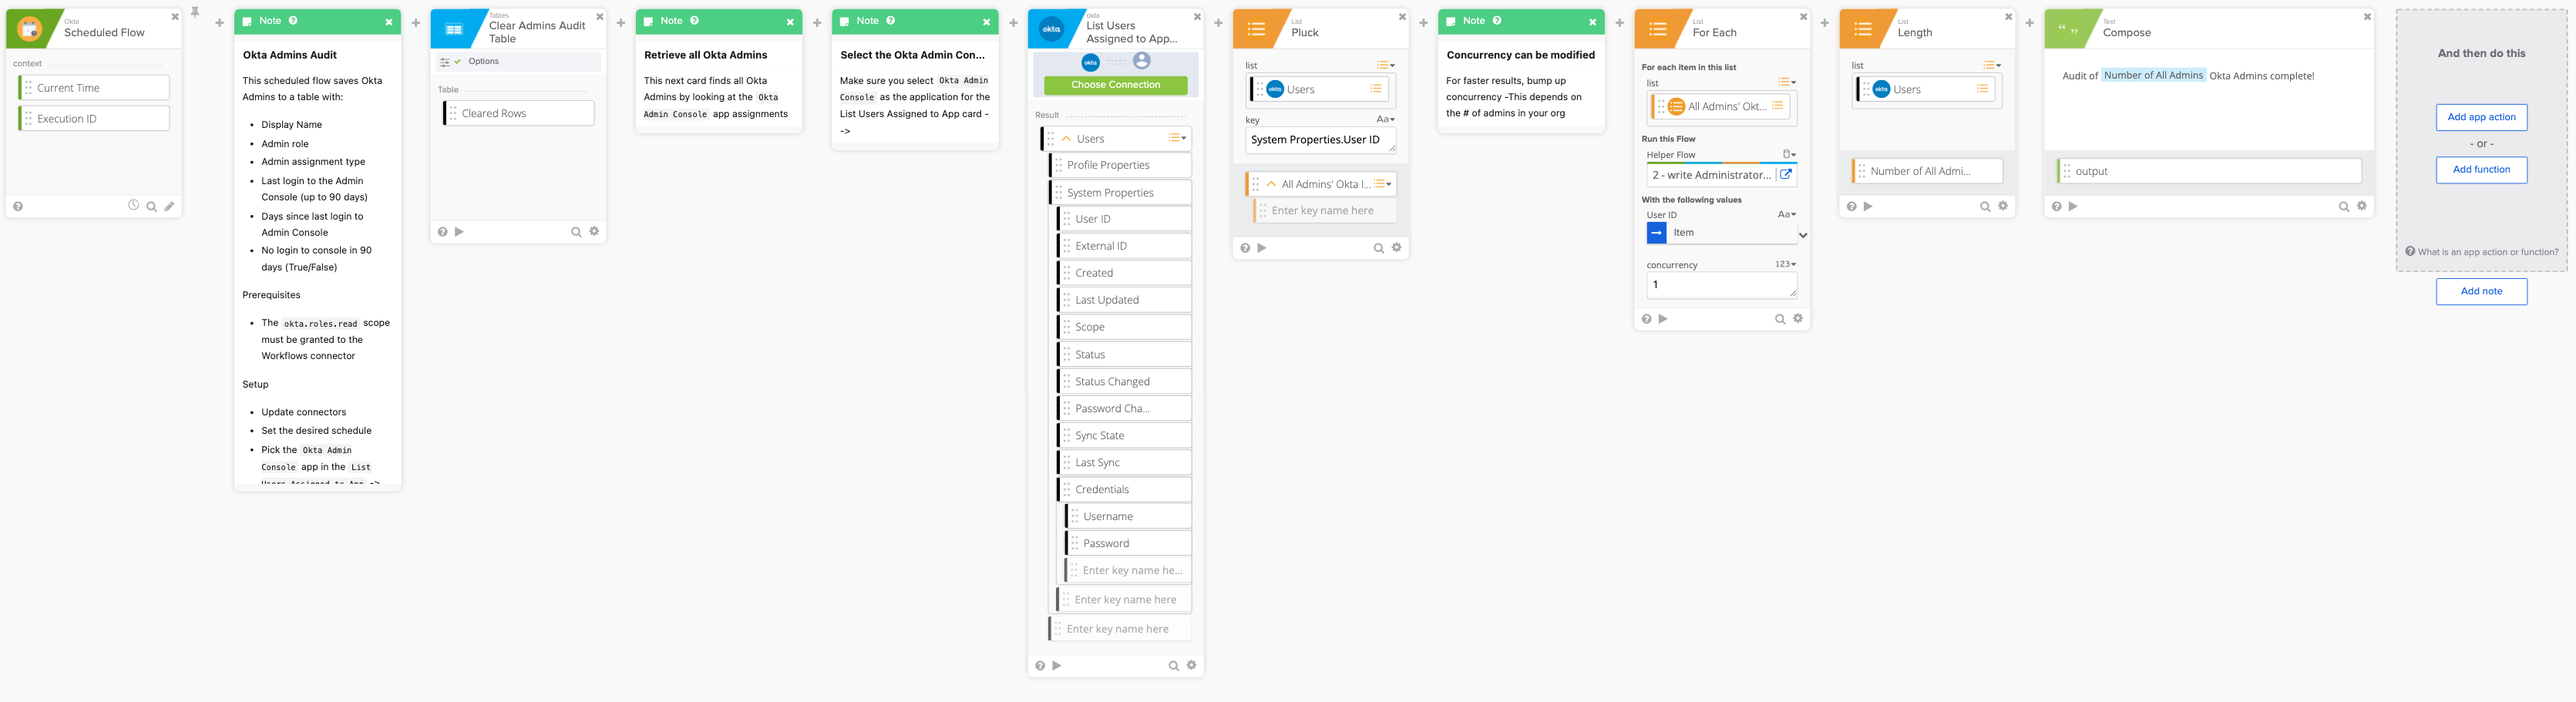 Okta
Scheduled Flow
context
Current Time
Execution ID
Note
Okta Admins Audit
This scheduled flow saves Okta
Admins to a table with:
• Display Name
• Admin role
• Admin assignment type
• Last login to the Admin
Console (up to 90 days)
• Days since last login to
Admin Console
• No login to console in 90
days (True/False)
Prerequisites
• The okta.roles.read scope
must be granted to the
Workflows connector
Setup
• Update connectors
• Set the desired schedule
• Pick the Okta Admin
Console app in the List
Users Assigned to App ->
Tables
Clear Admins Audit
Table
Options
Table
Cleared Rows
Note
Retrieve all Okta Admins
This next card finds all Okta
Admins by looking at the Okta
Admin Console app assignments
Note
Select the Okta Admin Con...
Make sure you select Okta Admin
Console as the application for the
List Users Assigned to App card -
->
okta
okta
List Users
Assigned to App...
okta
Choose Connection
Result
Users
Profile Properties
System Properties
User ID
External ID
Created
Last Updated
Scope
Status
Status Changed
Password Cha...
Sync State
Last Sync
Credentials
Username
Password
Enter key name he...
Enter key name here
Enter key name here
List
Pluck
list
okta Users
key
Aa
System Properties.User ID
All Admins' Okta I...
Enter key name here
Note
Concurrency can be modified
For faster results, bump up
concurrency -This depends on
the # of admins in your org
List
For Each
For each item in this list
list
All Admins' Okt...
Run this Flow
Helper Flow
2 - write Administrator...
With the following values
User ID
Aa
Item
concurrency
123
1
List
Length
list
okta Users
Number of All Admi...
Text
Compose
Audit of Number of All Admins Okta Admins complete!
output
And then do this
Add app action
- or -
Add function
What is an app action or function?
Add note